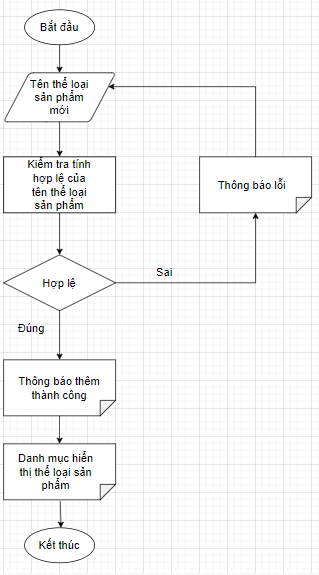 Bắt đầu
Tên thể loại
sản phẩm
mới
Kiểm tra tính
hợp lệ của
tên thể loại
sản phẩm
Thông báo lỗi
Hợp lệ
Sai
Đúng
Thông báo thêm
thành công
Danh mục hiển
thị thể loại sản
phẩm
Kết thúc